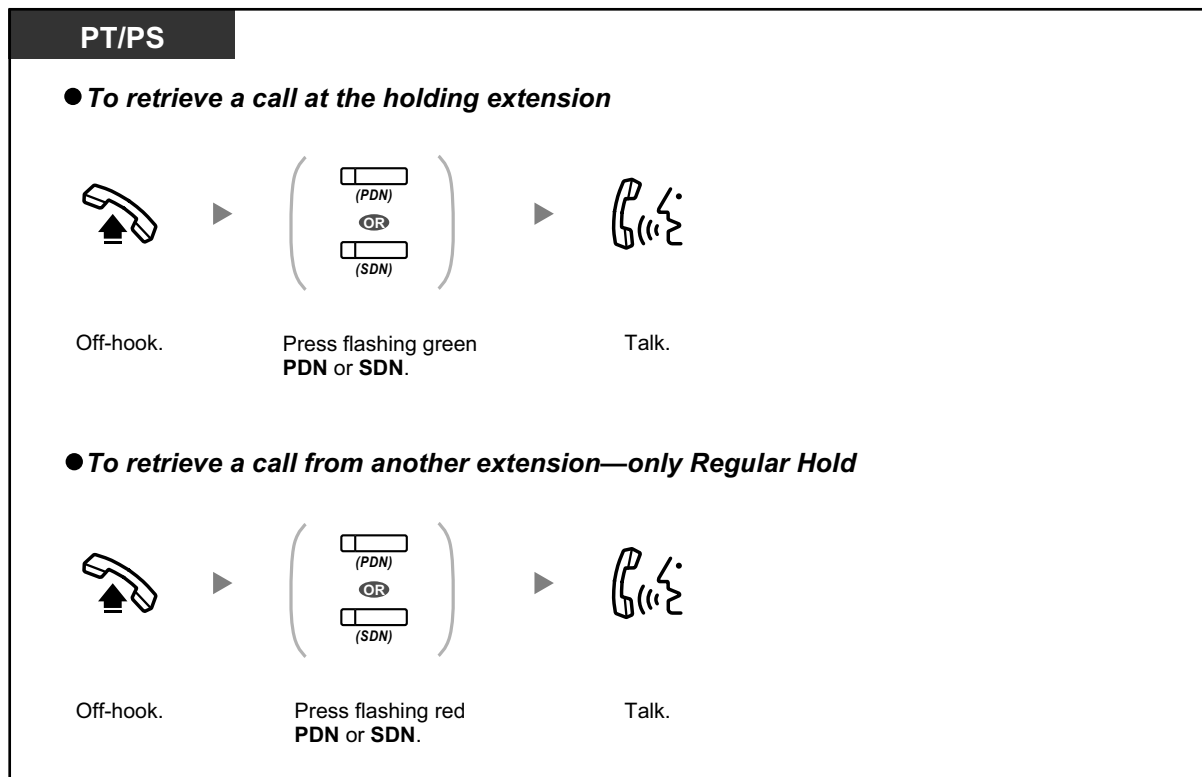 PT/PS
To retrieve a call at the holding extension
(PDN)
OR
(SDN)
Off-hook.
Press flashing green
PDN or SDN.
Talk.
To retrieve a call from another extension—only Regular Hold
(PDN)
OR
(SDN)
Off-hook.
Press flashing red
PDN or SDN.
Talk.